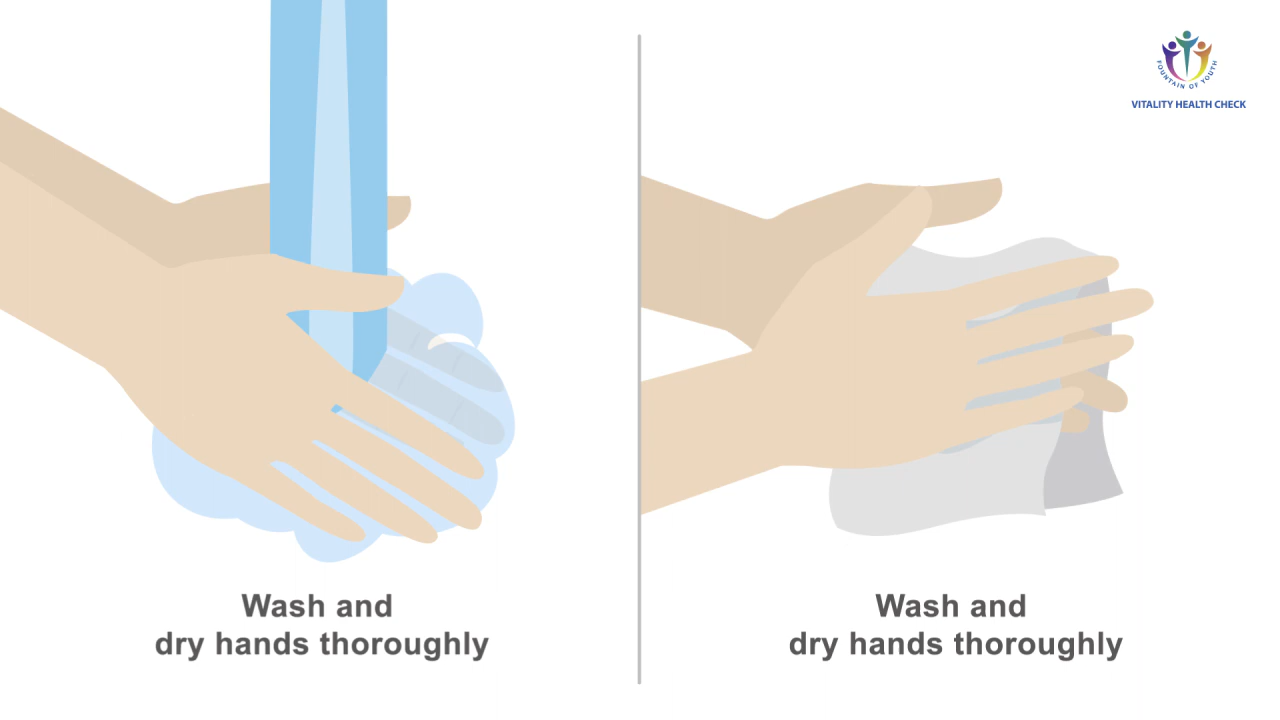 FOUNTAIN OF YOUTH
VITALITY HEALTH CHECK
Wash and
dry hands thoroughly
Wash and
dry hands thoroughly